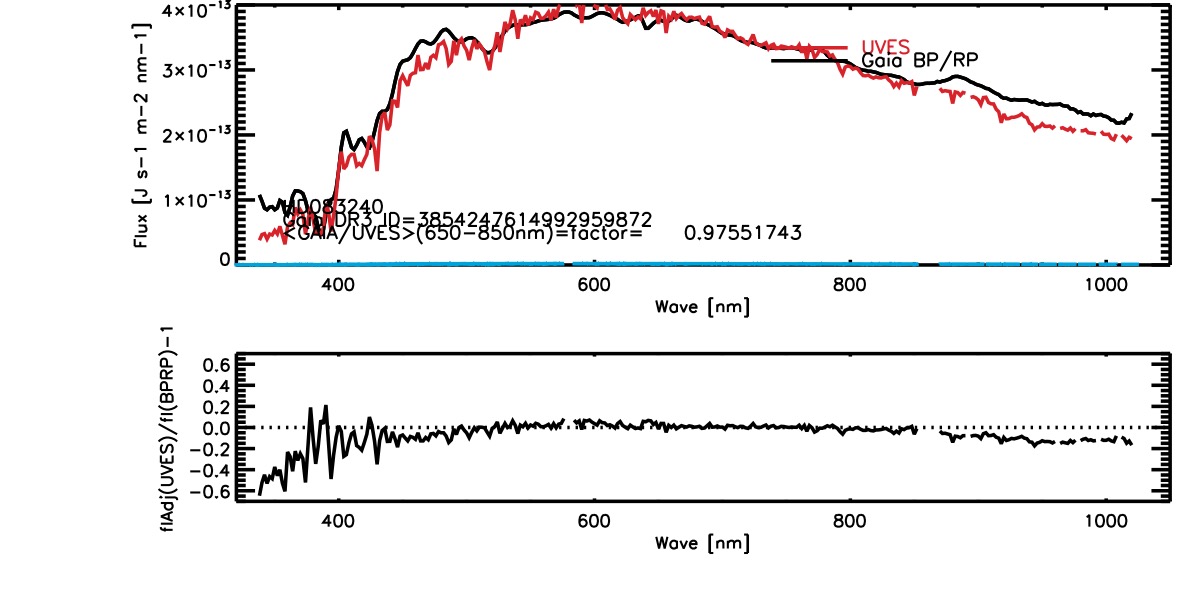 4×10−13
3×10−13
2×10−13
1×10−13
0
Flux [J s−1 m−2 nm−1]
UVES
Gaia BP/RP
HD083240
Gaia DR3 ID=3854247614992959872
<GAIA/UVES>(650−850nm)=factor= 0.97551743
400 600 800 1000
Wave [nm]
flAdj(UVES)/fl(BPRP)−1
0.6
0.4
0.2
0.0
−0.2
−0.4
−0.6
400 600 800 1000
Wave [nm]